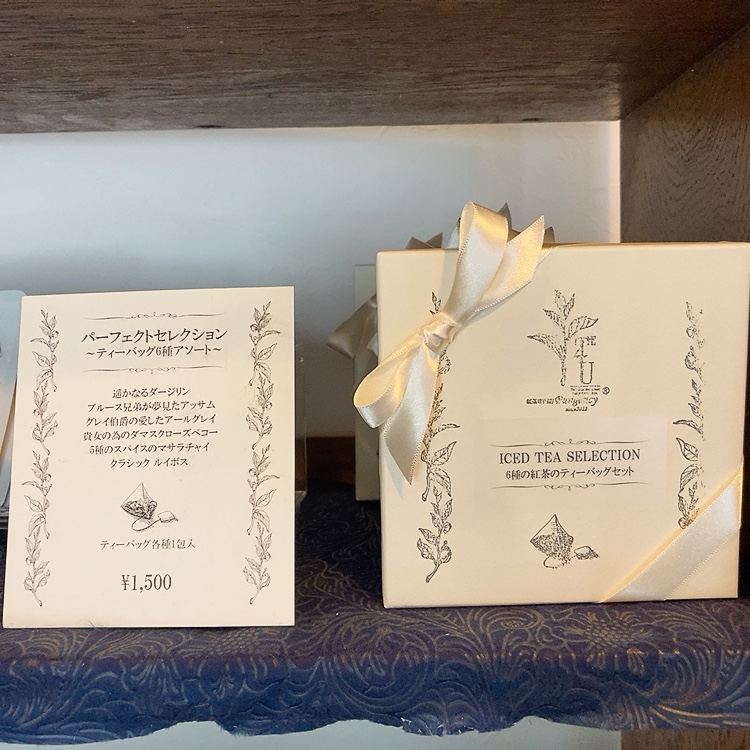 パーフェクトセレクション
～ティーバッグ6種アソート～
遥かなるダージリン
ブルース兄弟が夢見たアッサム
グレイ伯爵の愛したアールグレイ
貴女の為のダマスクローズペコー
5種のスパイスのマサラチャイ
クラシック ルイボス
ティーバッグ各種1包入
¥1,500
THE
4U
®
ICED TEA SELECTION
6種の紅茶のティーバッグセット